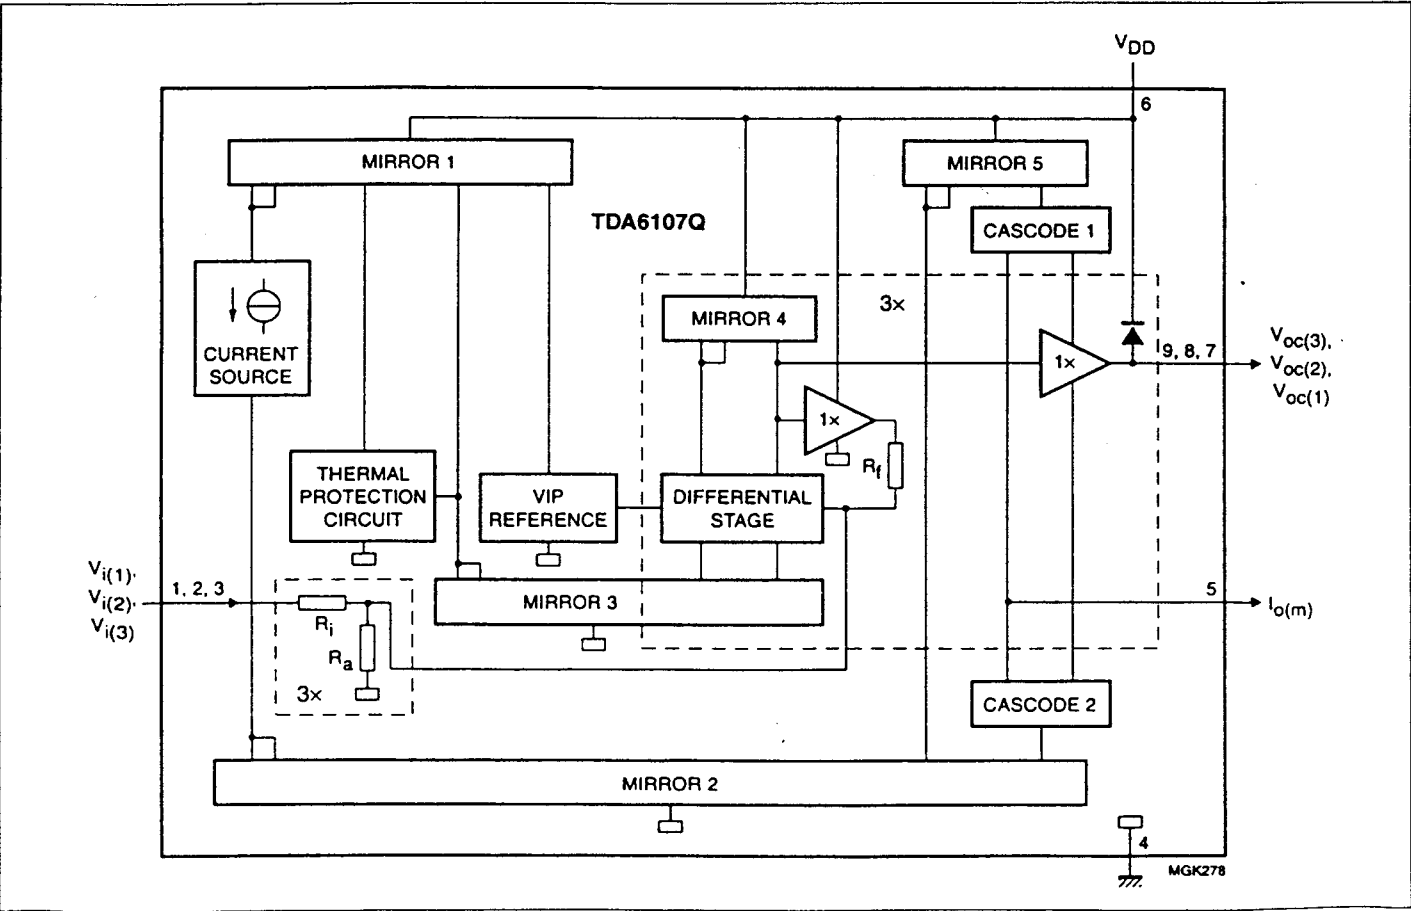 VDD
6
MIRROR 1
MIRROR 5
TDA6107Q
CASCODE 1
3×
MIRROR 4
CURRENT
SOURCE
1×
9, 8, 7
Voc(3),
Voc(2),
Voc(1)
1×
Rf
THERMAL
PROTECTION
CIRCUIT
VIP
REFERENCE
DIFFERENTIAL
STAGE
Vi(1),
Vi(2),
Vi(3)
1, 2, 3
Ri
Ra
3×
MIRROR 3
5
Io(m)
CASCODE 2
MIRROR 2
4
MGK278